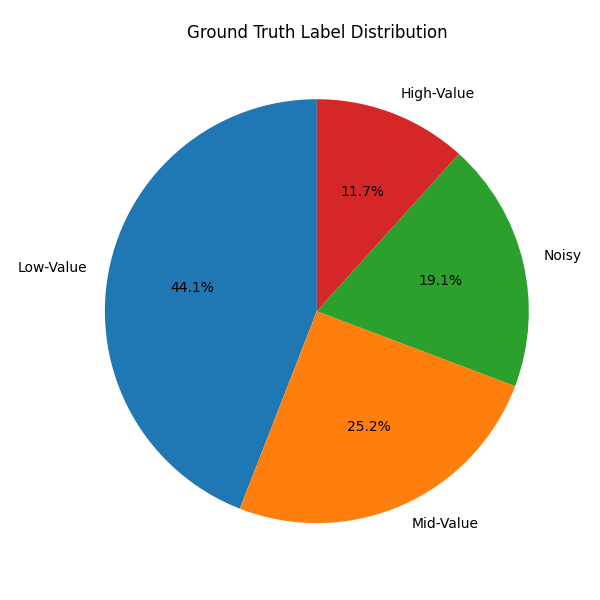 Ground Truth Label Distribution
High-Value
11.7%
Noisy
19.1%
Low-Value
44.1%
25.2%
Mid-Value